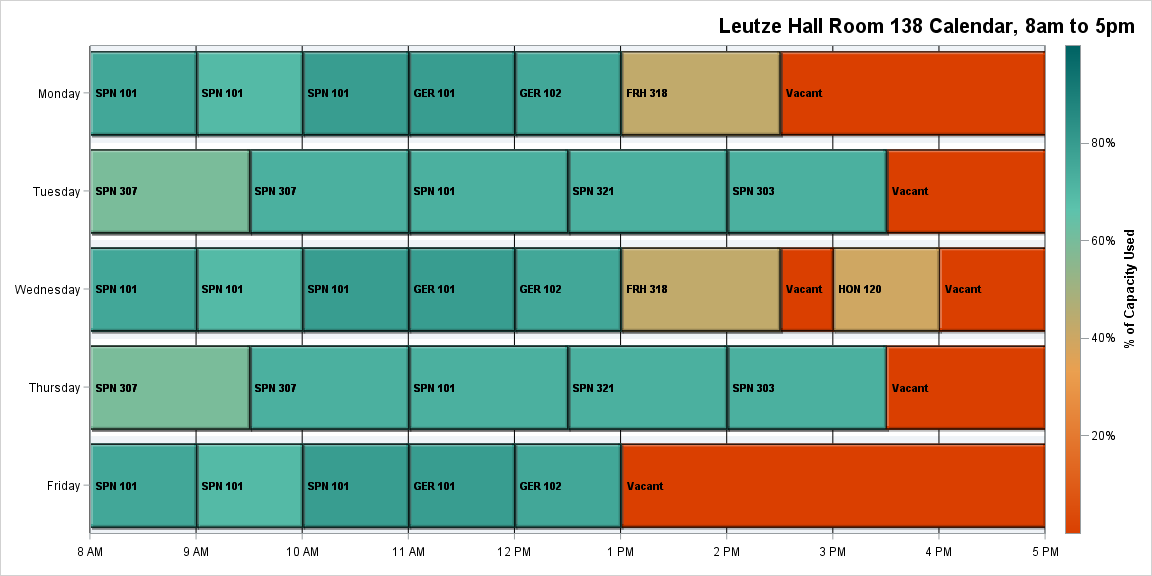 Leutze Hall Room 138 Calendar, 8am to 5pm
Monday
SPN 101
SPN 101
SPN 101
GER 101
GER 102
FRH 318
Vacant
Tuesday
SPN 307
SPN 307
SPN 101
SPN 321
SPN 303
Vacant
Wednesday
SPN 101
SPN 101
SPN 101
GER 101
GER 102
FRH 318
Vacant
HON 120
Vacant
Thursday
SPN 307
SPN 307
SPN 101
SPN 321
SPN 303
Vacant
Friday
SPN 101
SPN 101
SPN 101
GER 101
GER 102
Vacant
8 AM
9 AM
10 AM
11 AM
12 PM
1 PM
2 PM
3 PM
4 PM
5 PM
80%
60%
40%
20%
% of Capacity Used